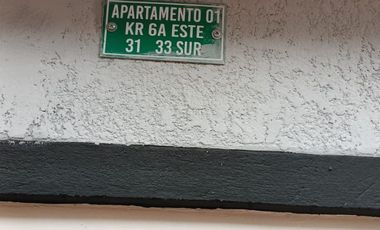 APARTAMENTO 01
KR 6A ESTE
31 33 SUR